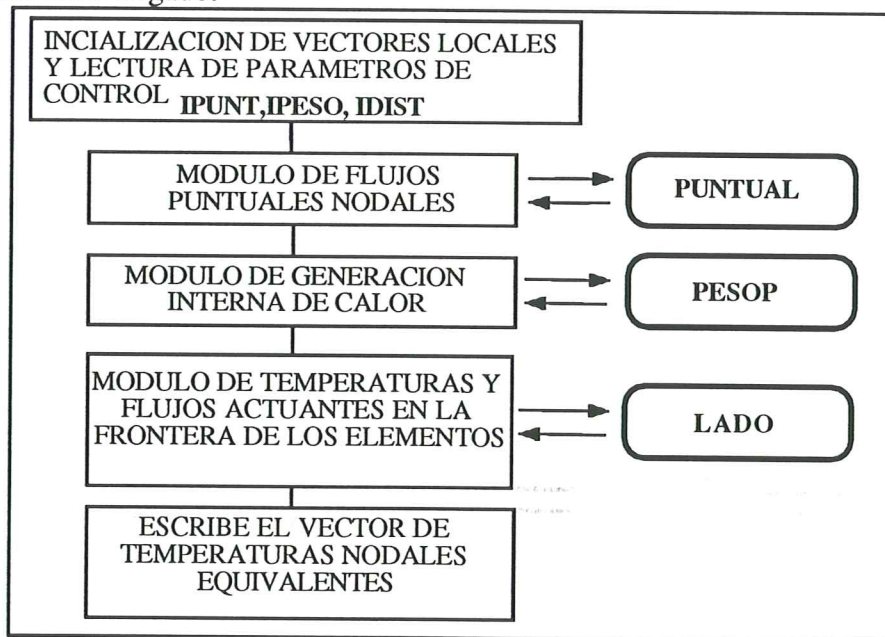 INCIALIZACION DE VECTORES LOCALES
Y LECTURA DE PARAMETROS DE
CONTROL IPUNT,IPESO, IDIST
MODULO DE FLUJOS
PUNTUALES NODALES
PUNTUAL
MODULO DE GENERACION
INTERNA DE CALOR
PESOP
MODULO DE TEMPERATURAS Y
FLUJOS ACTUANTES EN LA
FRONTERA DE LOS ELEMENTOS
LADO
ESCRIBE EL VECTOR DE
TEMPERATURAS NODALES
EQUIVALENTES